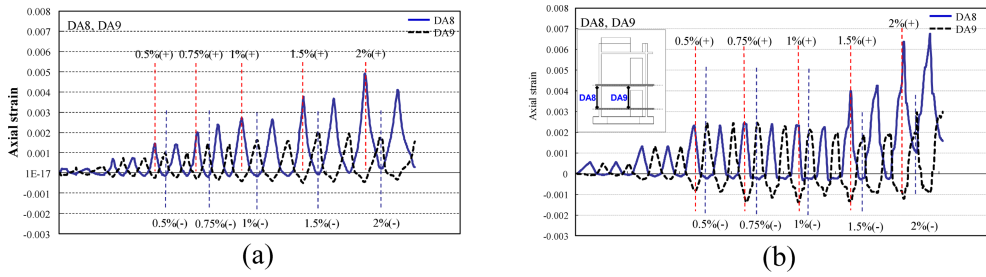 DA8, DA9
DA8
DA9
Axial strain
0.008
0.007
0.006
0.005
0.004
0.003
0.002
0.001
1E-17
-0.001
-0.002
-0.003
0.5%(+) 0.75%(+) 1%(+) 1.5%(+) 2%(+)
0.5%(-) 0.75%(-) 1%(-) 1.5%(-) 2%(-)
(a)
DA8, DA9
DA8
DA9
Axial strain
0.008
0.007
0.006
0.005
0.004
0.003
0.002
0.001
0
-0.001
-0.002
-0.003
DA8 DA9
0.5%(+) 0.75%(+) 1%(+) 1.5%(+) 2%(+)
0.5%(-) 0.75%(-) 1%(-) 1.5%(-) 2%(-)
(b)